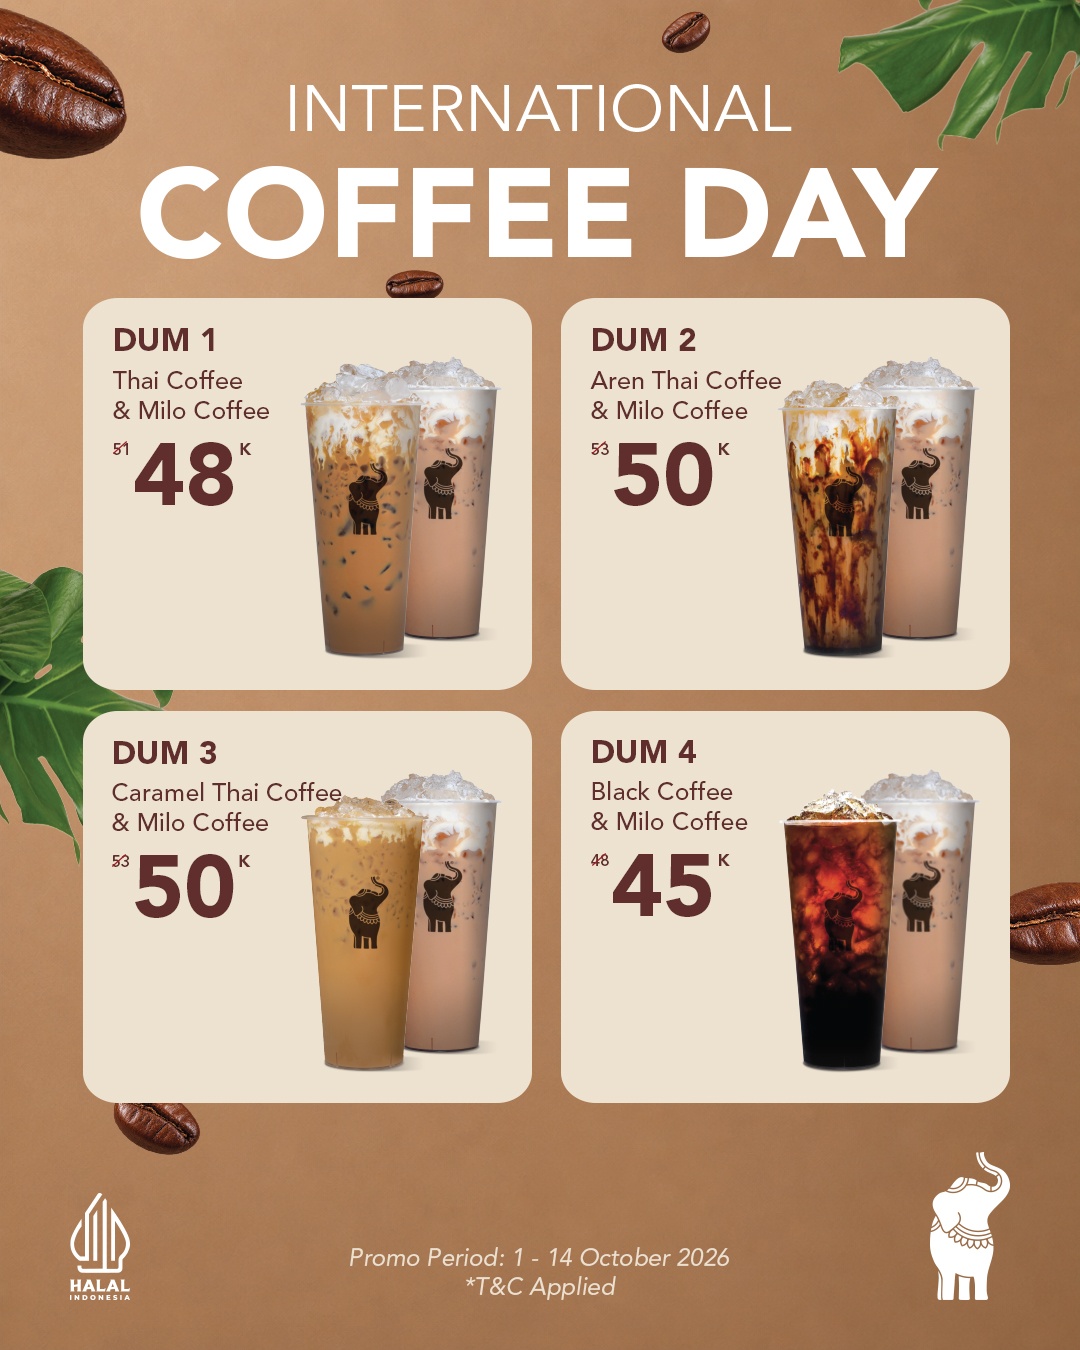 INTERNATIONAL
COFFEE DAY
DUM 1
Thai Coffee
& Milo Coffee
51 48 K
DUM 2
Aren Thai Coffee
& Milo Coffee
53 50 K
DUM 3
Caramel Thai Coffee
& Milo Coffee
53 50 K
DUM 4
Black Coffee
& Milo Coffee
48 45 K
HALAL
INDONESIA
Promo Period: 1 - 14 October 2026
*T&C Applied